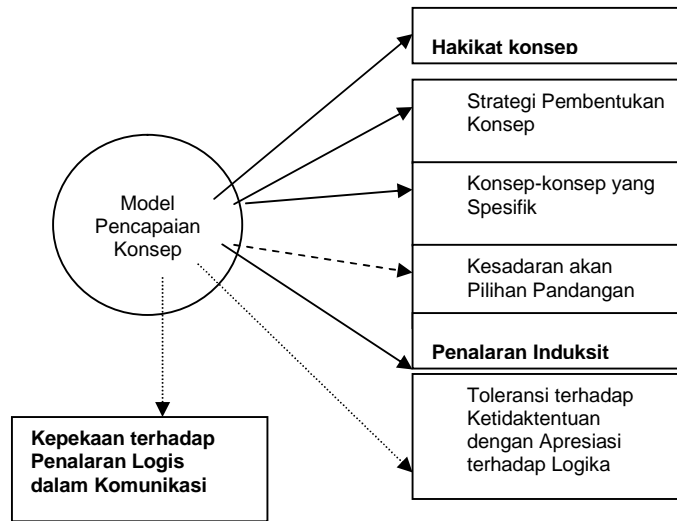 Hakikat konsep
Strategi Pembentukan
Konsep
Konsep-konsep yang
Spesifik
Model
Pencapaian
Konsep
Kesadaran akan
Pilihan Pandangan
Penalaran Induksit
Toleransi terhadap
Ketidaktentuan
dengan Apresiasi
terhadap Logika
Kepekaan terhadap
Penalaran Logis
dalam Komunikasi